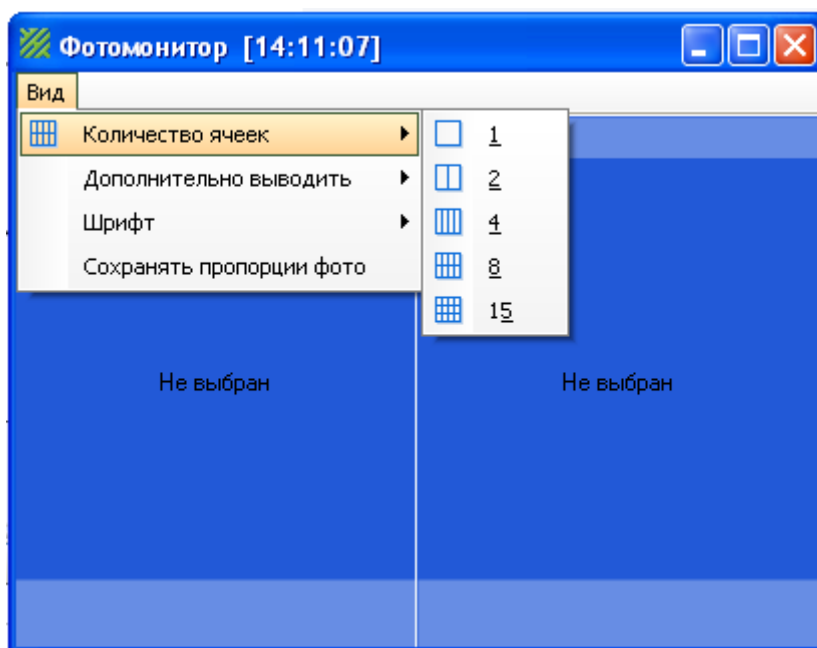 Фотомонитор [14:11:07]
Вид
Количество ячеек
Дополнительно выводить
Шрифт
Сохранять пропорции фото
1
2
4
8
15
Не выбран
Не выбран